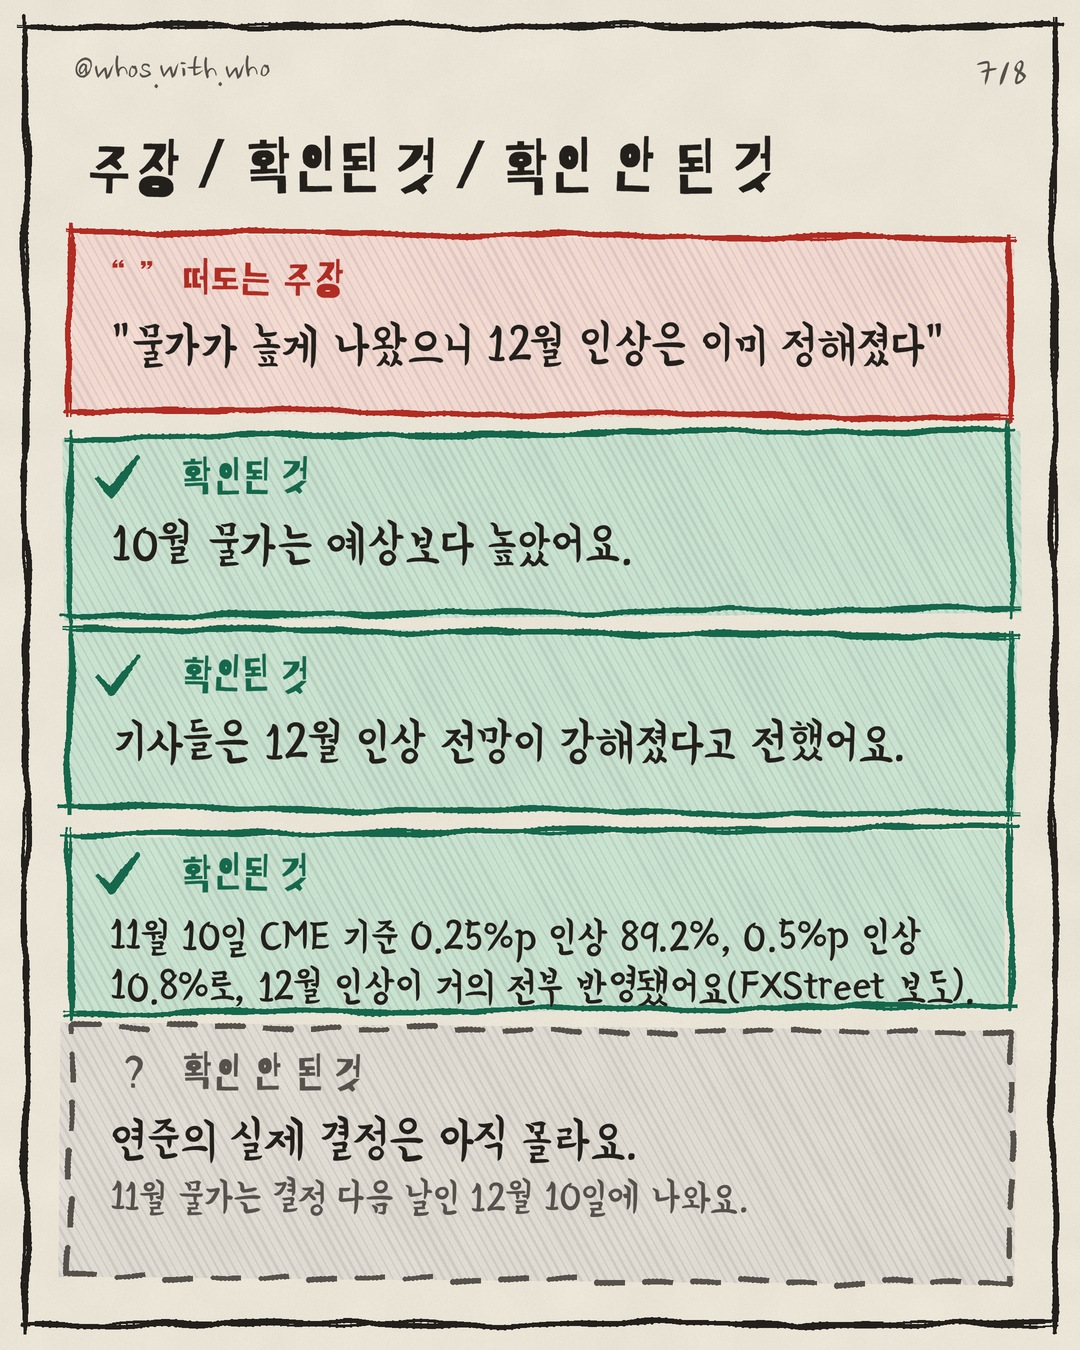 @whos.with.who
7/8
주장 / 확인된 것 / 확인 안 된 것
“ ” 떠도는 주장
"물가가 높게 나왔으니 12월 인상은 이미 정해졌다"
✓ 확인된 것
10월 물가는 예상보다 높았어요.
✓ 확인된 것
기사들은 12월 인상 전망이 강해졌다고 전했어요.
✓ 확인된 것
11월 10일 CME 기준 0.25%p 인상 89.2%, 0.5%p 인상
10.8%로, 12월 인상이 거의 전부 반영됐어요(FXStreet 보도).
? 확인 안 된 것
연준의 실제 결정은 아직 몰라요.
11월 물가는 결정 다음 날인 12월 10일에 나와요.